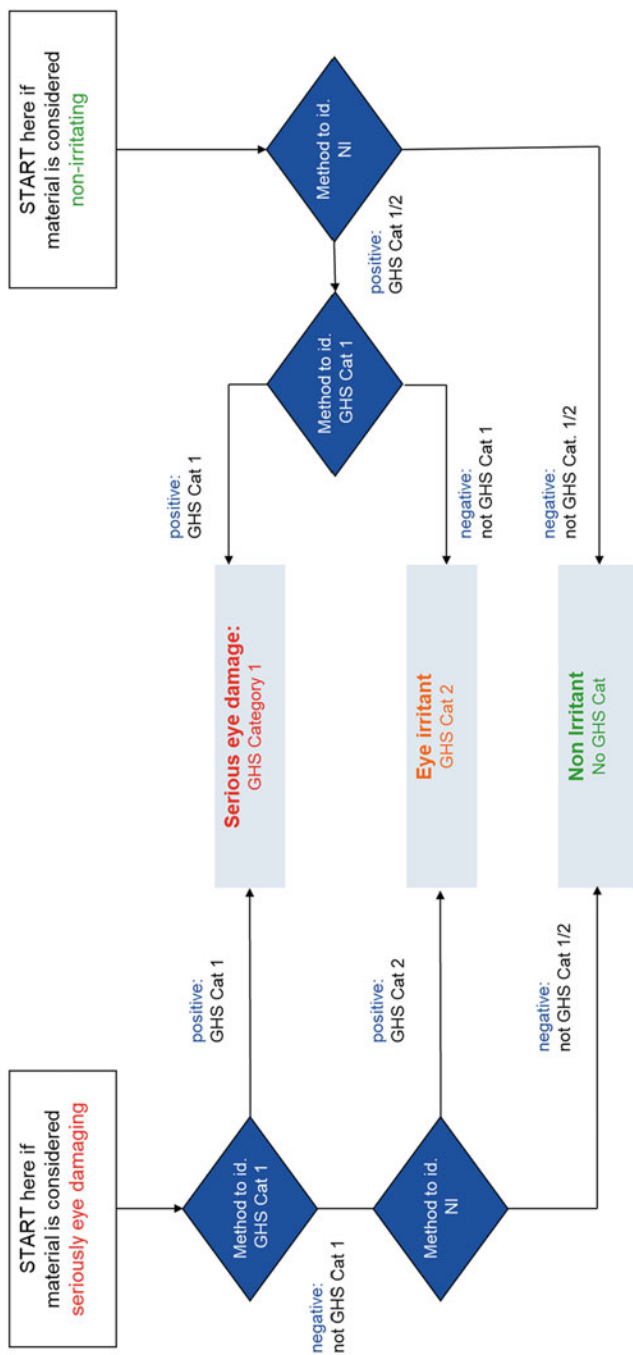 START here if
material is considered
seriously eye damaging
Method to id.
GHS Cat 1
positive:
GHS Cat 1
negative:
not GHS Cat 1
Method to id.
NI
positive:
GHS Cat 2
negative:
not GHS Cat 1/2
Serious eye damage:
GHS Category 1
Eye irritant
GHS Cat 2
Non Irritant
No GHS Cat
positive:
GHS Cat 1
negative:
not GHS Cat 1
negative:
not GHS Cat. 1/2
Method to id.
GHS Cat 1
positive:
GHS Cat 1/2
Method to id.
NI
START here if
material is considered
non-irritating